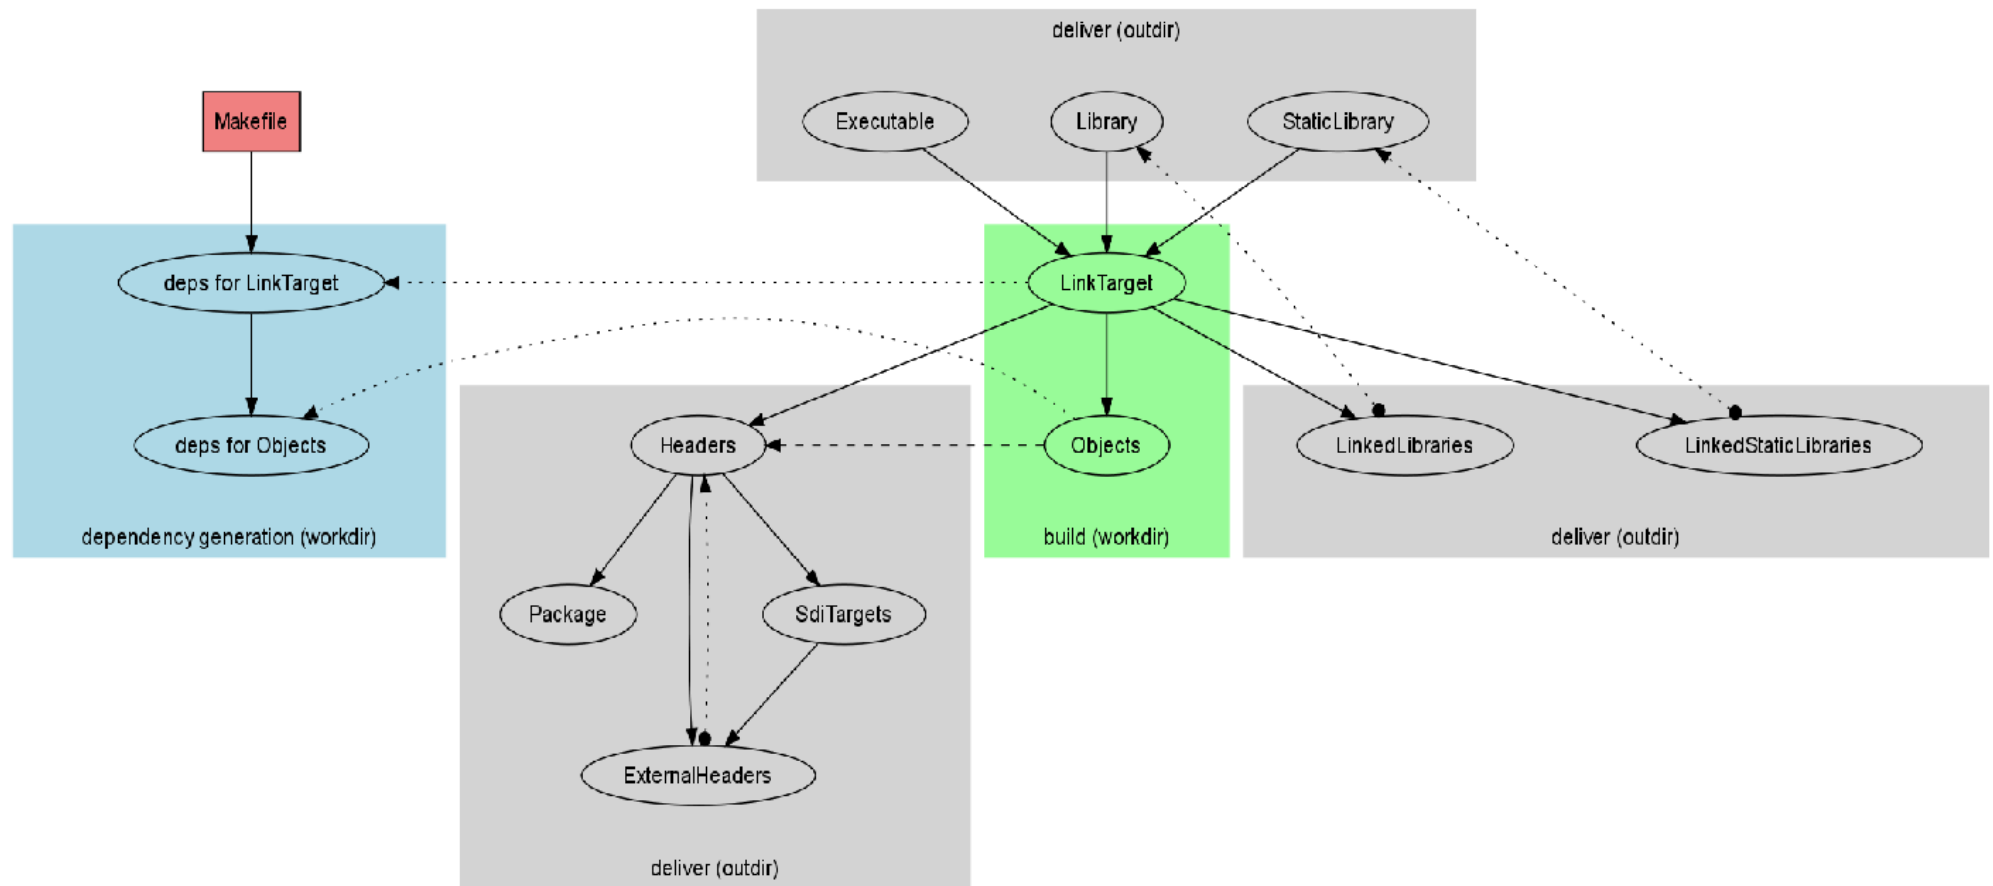 deliver (outdir)
Makefile
Executable
Library
StaticLibrary
deps for LinkTarget
LinkTarget
deps for Objects
Headers
Objects
LinkedLibraries
LinkedStaticLibraries
dependency generation (workdir)
build (workdir)
deliver (outdir)
Package
SdiTargets
ExternalHeaders
deliver (outdir)